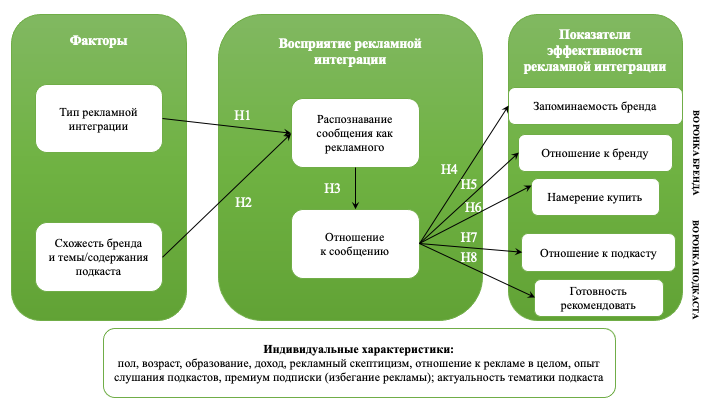 Факторы
Тип рекламной
интеграции
Схожесть бренда
и темы/содержания
подкаста
H1
H2
Восприятие рекламной
интеграции
Распознавание
сообщения как
рекламного
H3
Отношение
к сообщению
H4
H5
H6
H7
H8
Показатели
эффективности
рекламной интеграции
Запоминаемость бренда
Отношение к бренду
Намерение купить
Отношение к подкасту
Готовность
рекомендовать
ВОРОНКА БРЕНДА
ВОРОНКА ПОДКАСТА
Индивидуальные характеристики:
пол, возраст, образование, доход, рекламный скептицизм, отношение к рекламе в целом, опыт
слушания подкастов, премиум подписки (избегание рекламы); актуальность тематики подкаста